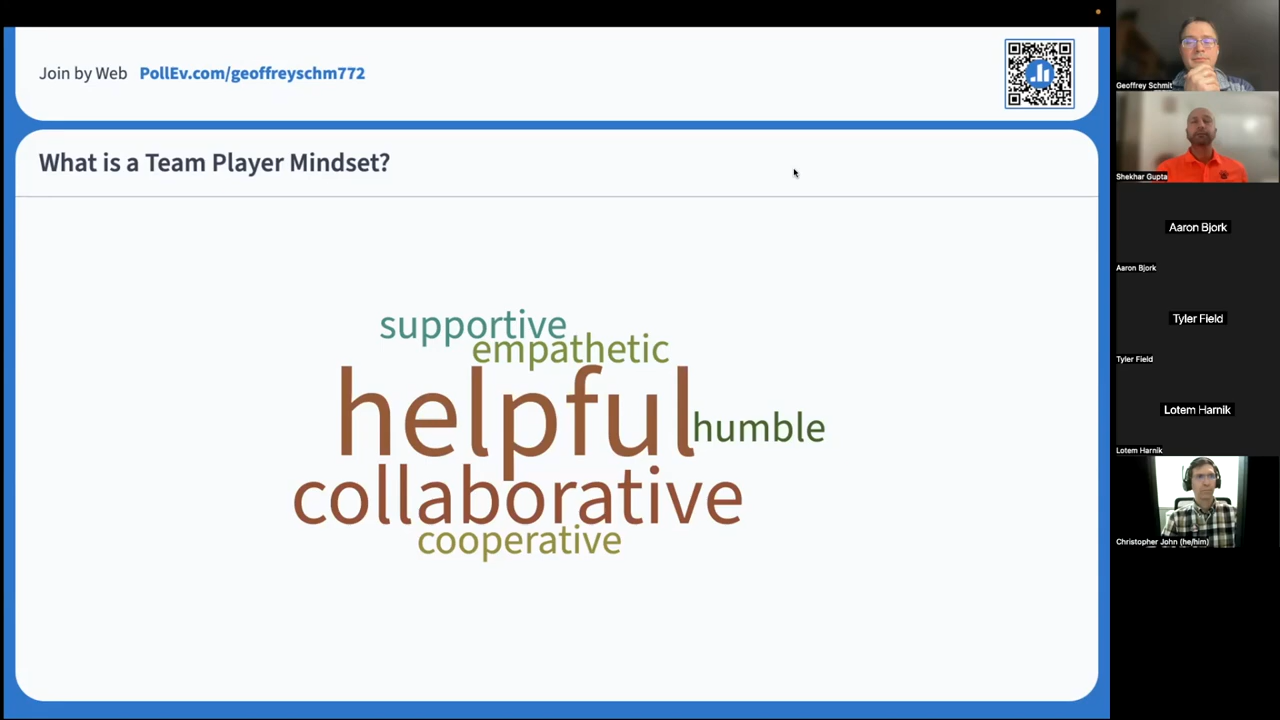 Join by Web PollEv.com/geoffreyschm772
What is a Team Player Mindset?
supportive
empathetic
helpful
humble
collaborative
cooperative
Geoffrey Schmit
Shekhar Gupta
Aaron Bjork
Aaron Bjork
Tyler Field
Tyler Field
Lotem Harnik
Lotem Harnik
Christopher John (he/him)